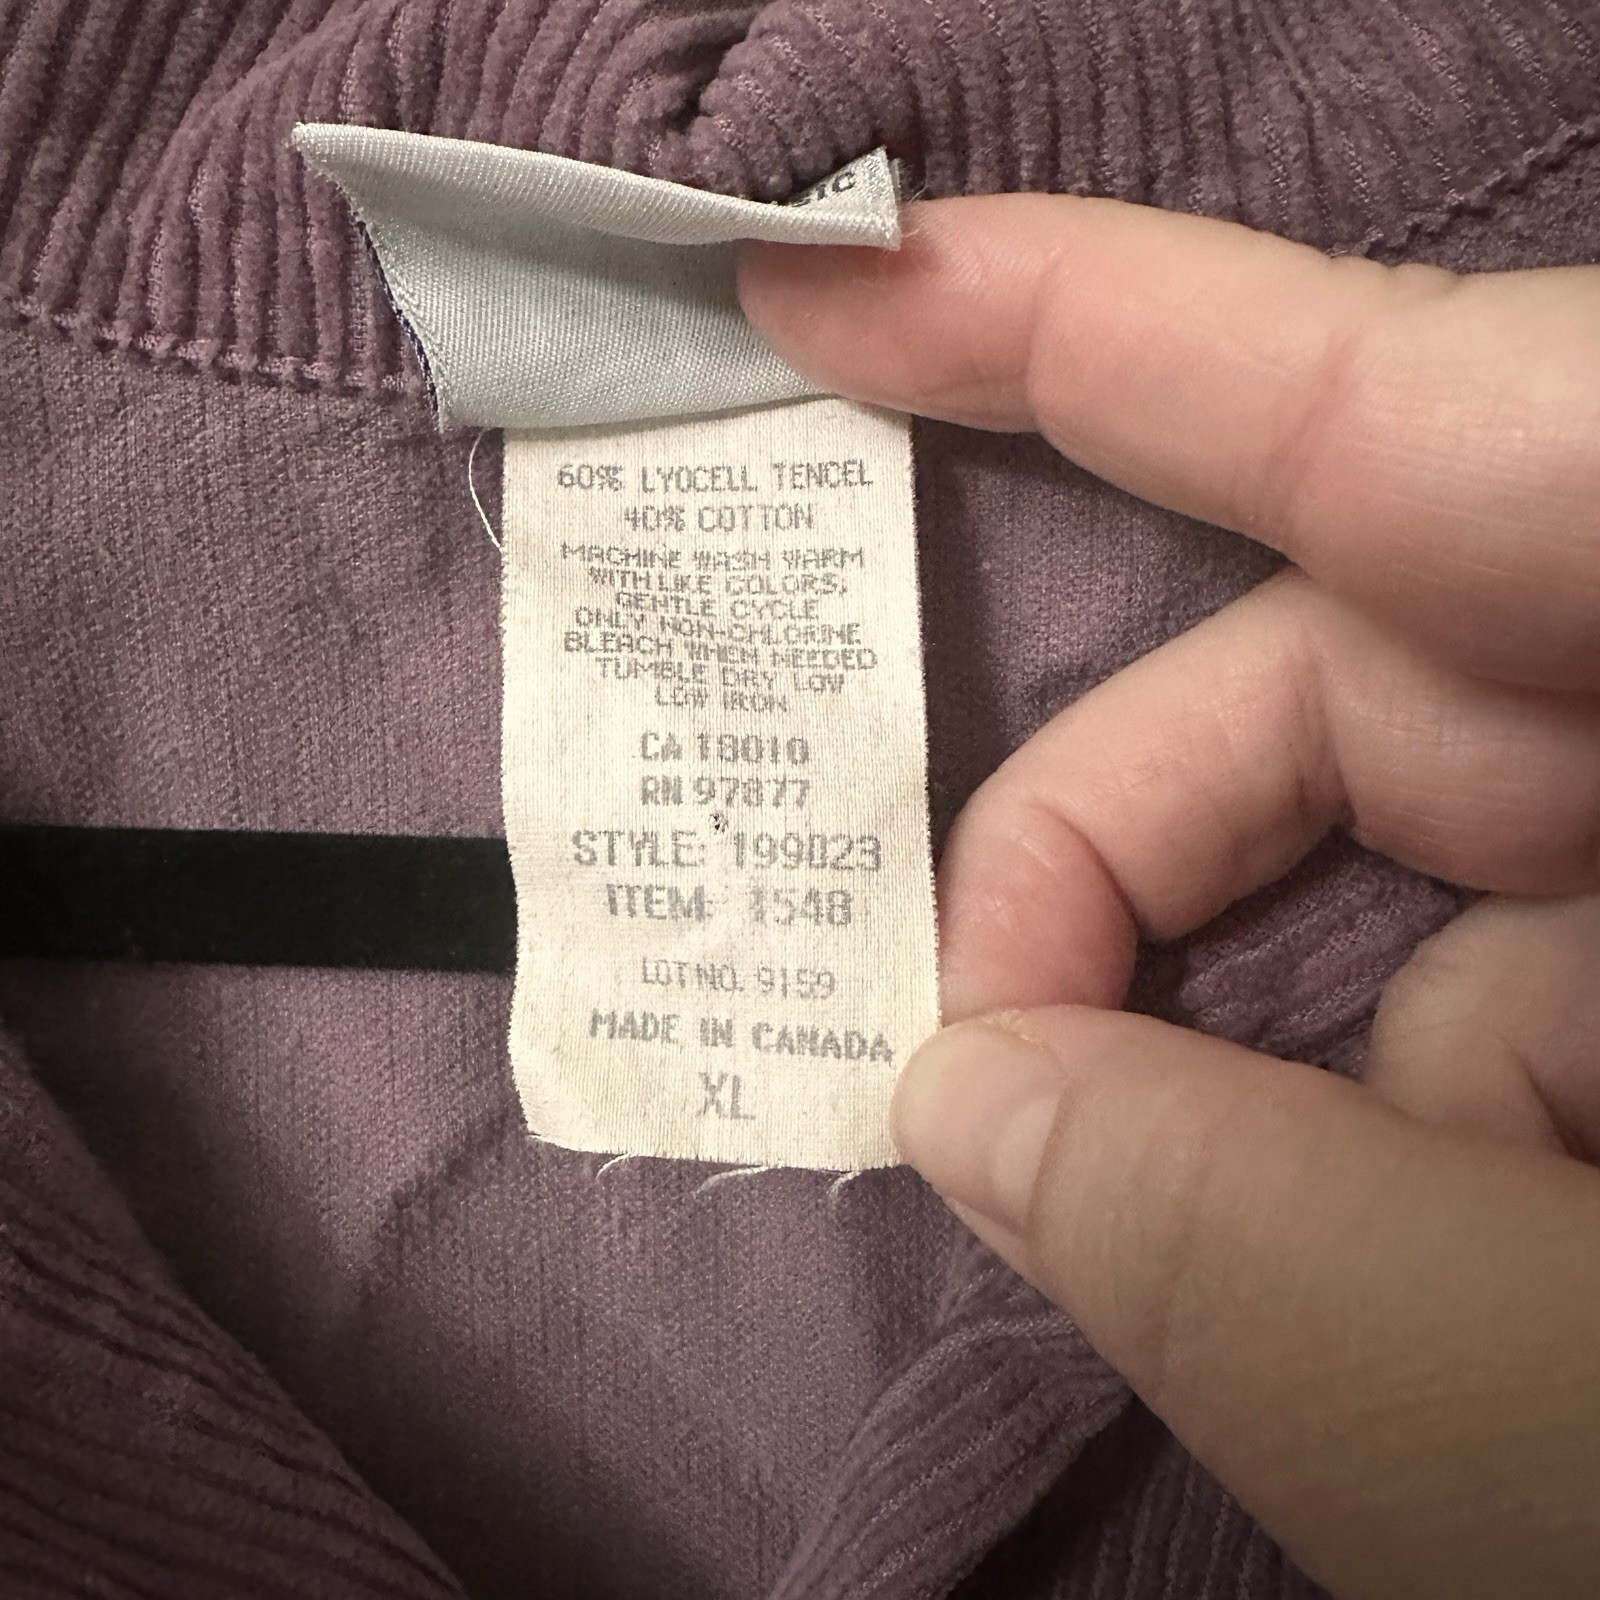 60% LYOCELL TENCEL
40% COTTON
MACHINE WASH WARM
WITH LIKE COLORS,
GENTLE CYCLE
ONLY NON-CHLORINE
BLEACH WHEN NEEDED
TUMBLE DRY LOW
LOW IRON
CA 18010
RN 97877
STYLE: 199023
ITEM: 1548
LOT NO. 9159
MADE IN CANADA
XL